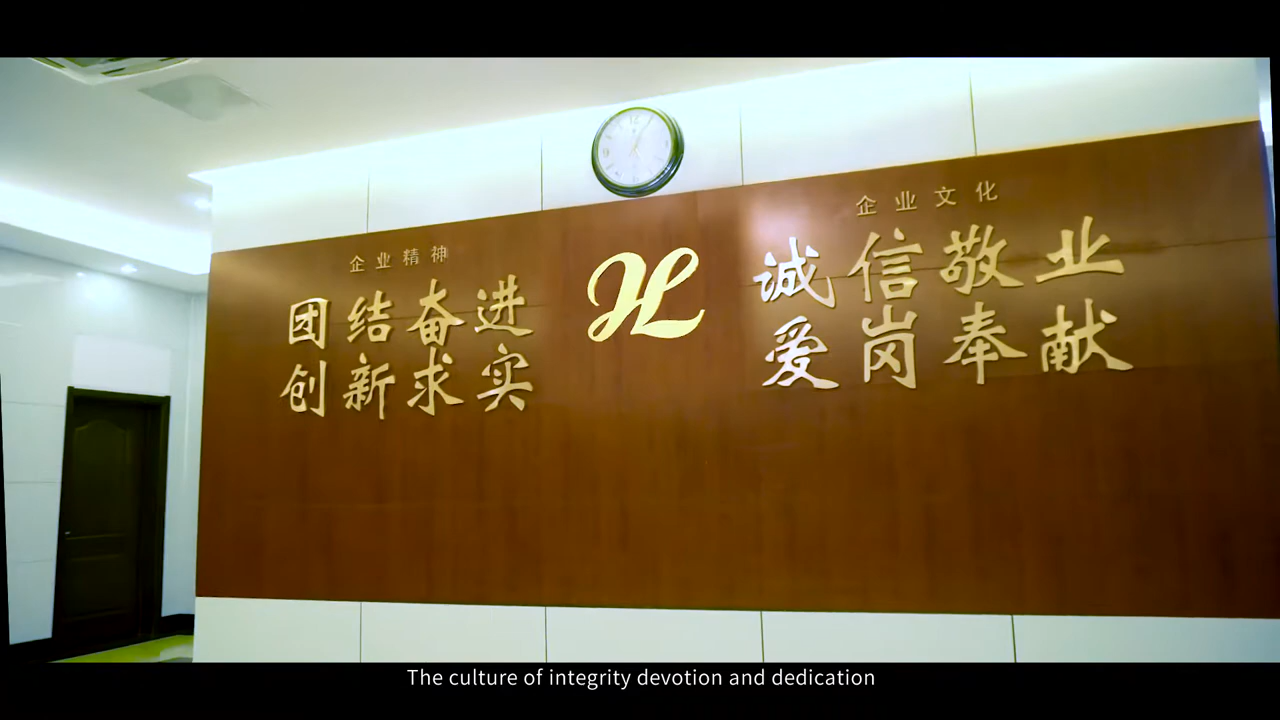 企业精神
团结奋进
创新求实
HL
企业文化
诚信敬业
爱岗奉献
The culture of integrity devotion and dedication